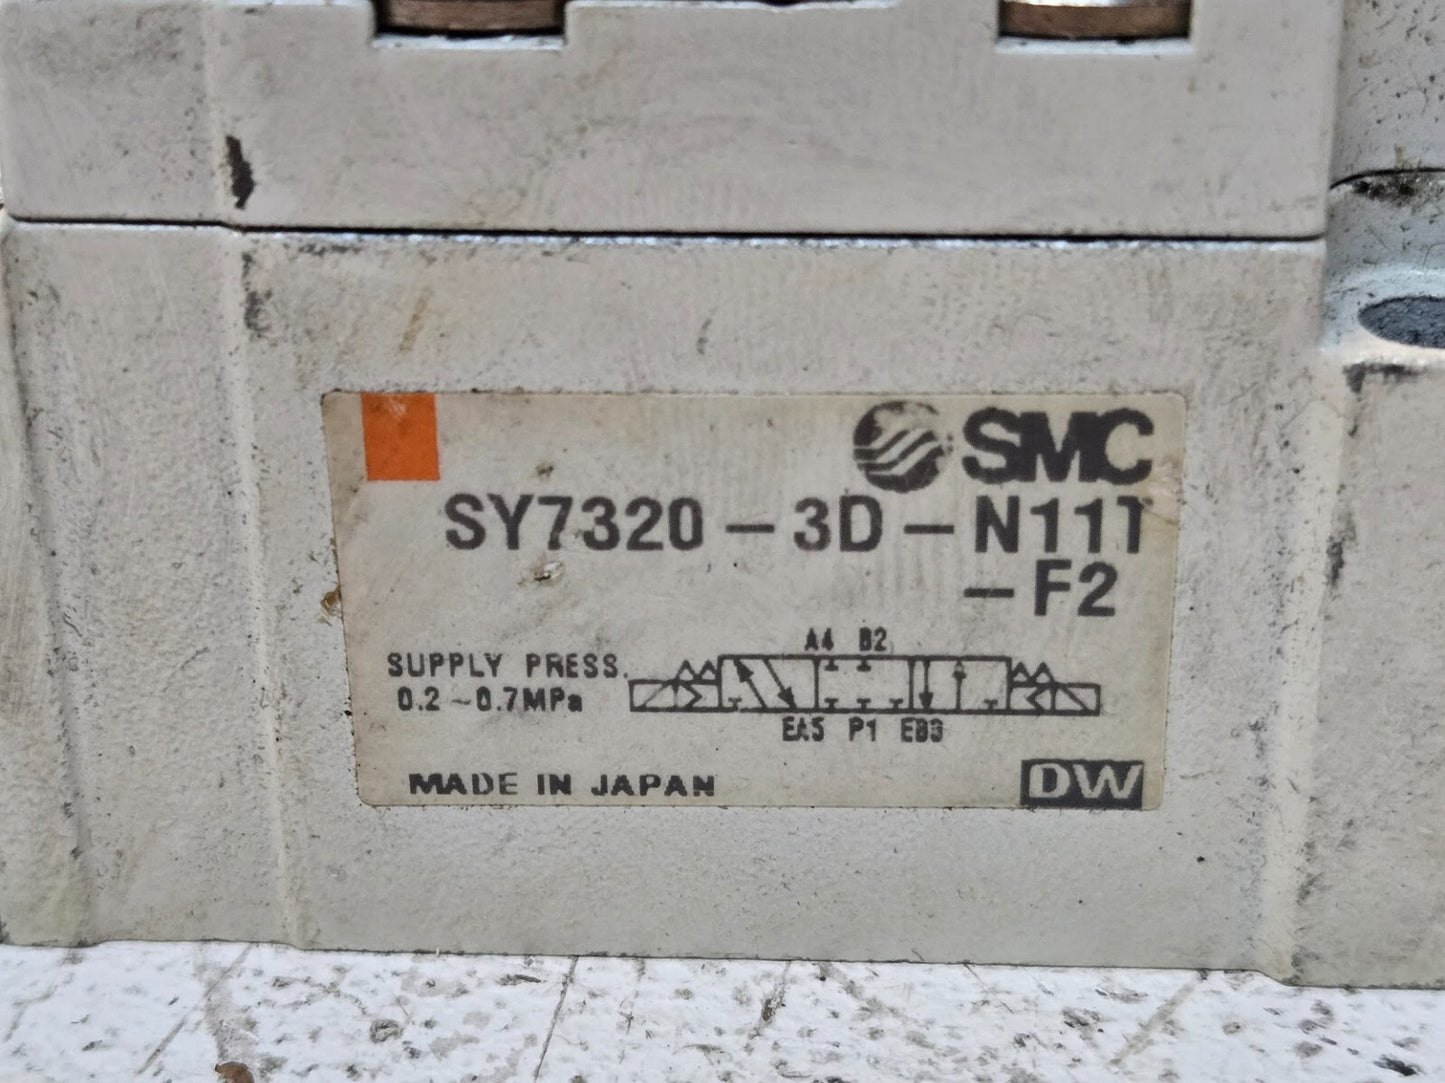 SMC
SY7320-3D-N11T
-F2
A4 B2
SUPPLY PRESS.
0.2~0.7MPa
EA5 P1 EB3
MADE IN JAPAN
DW